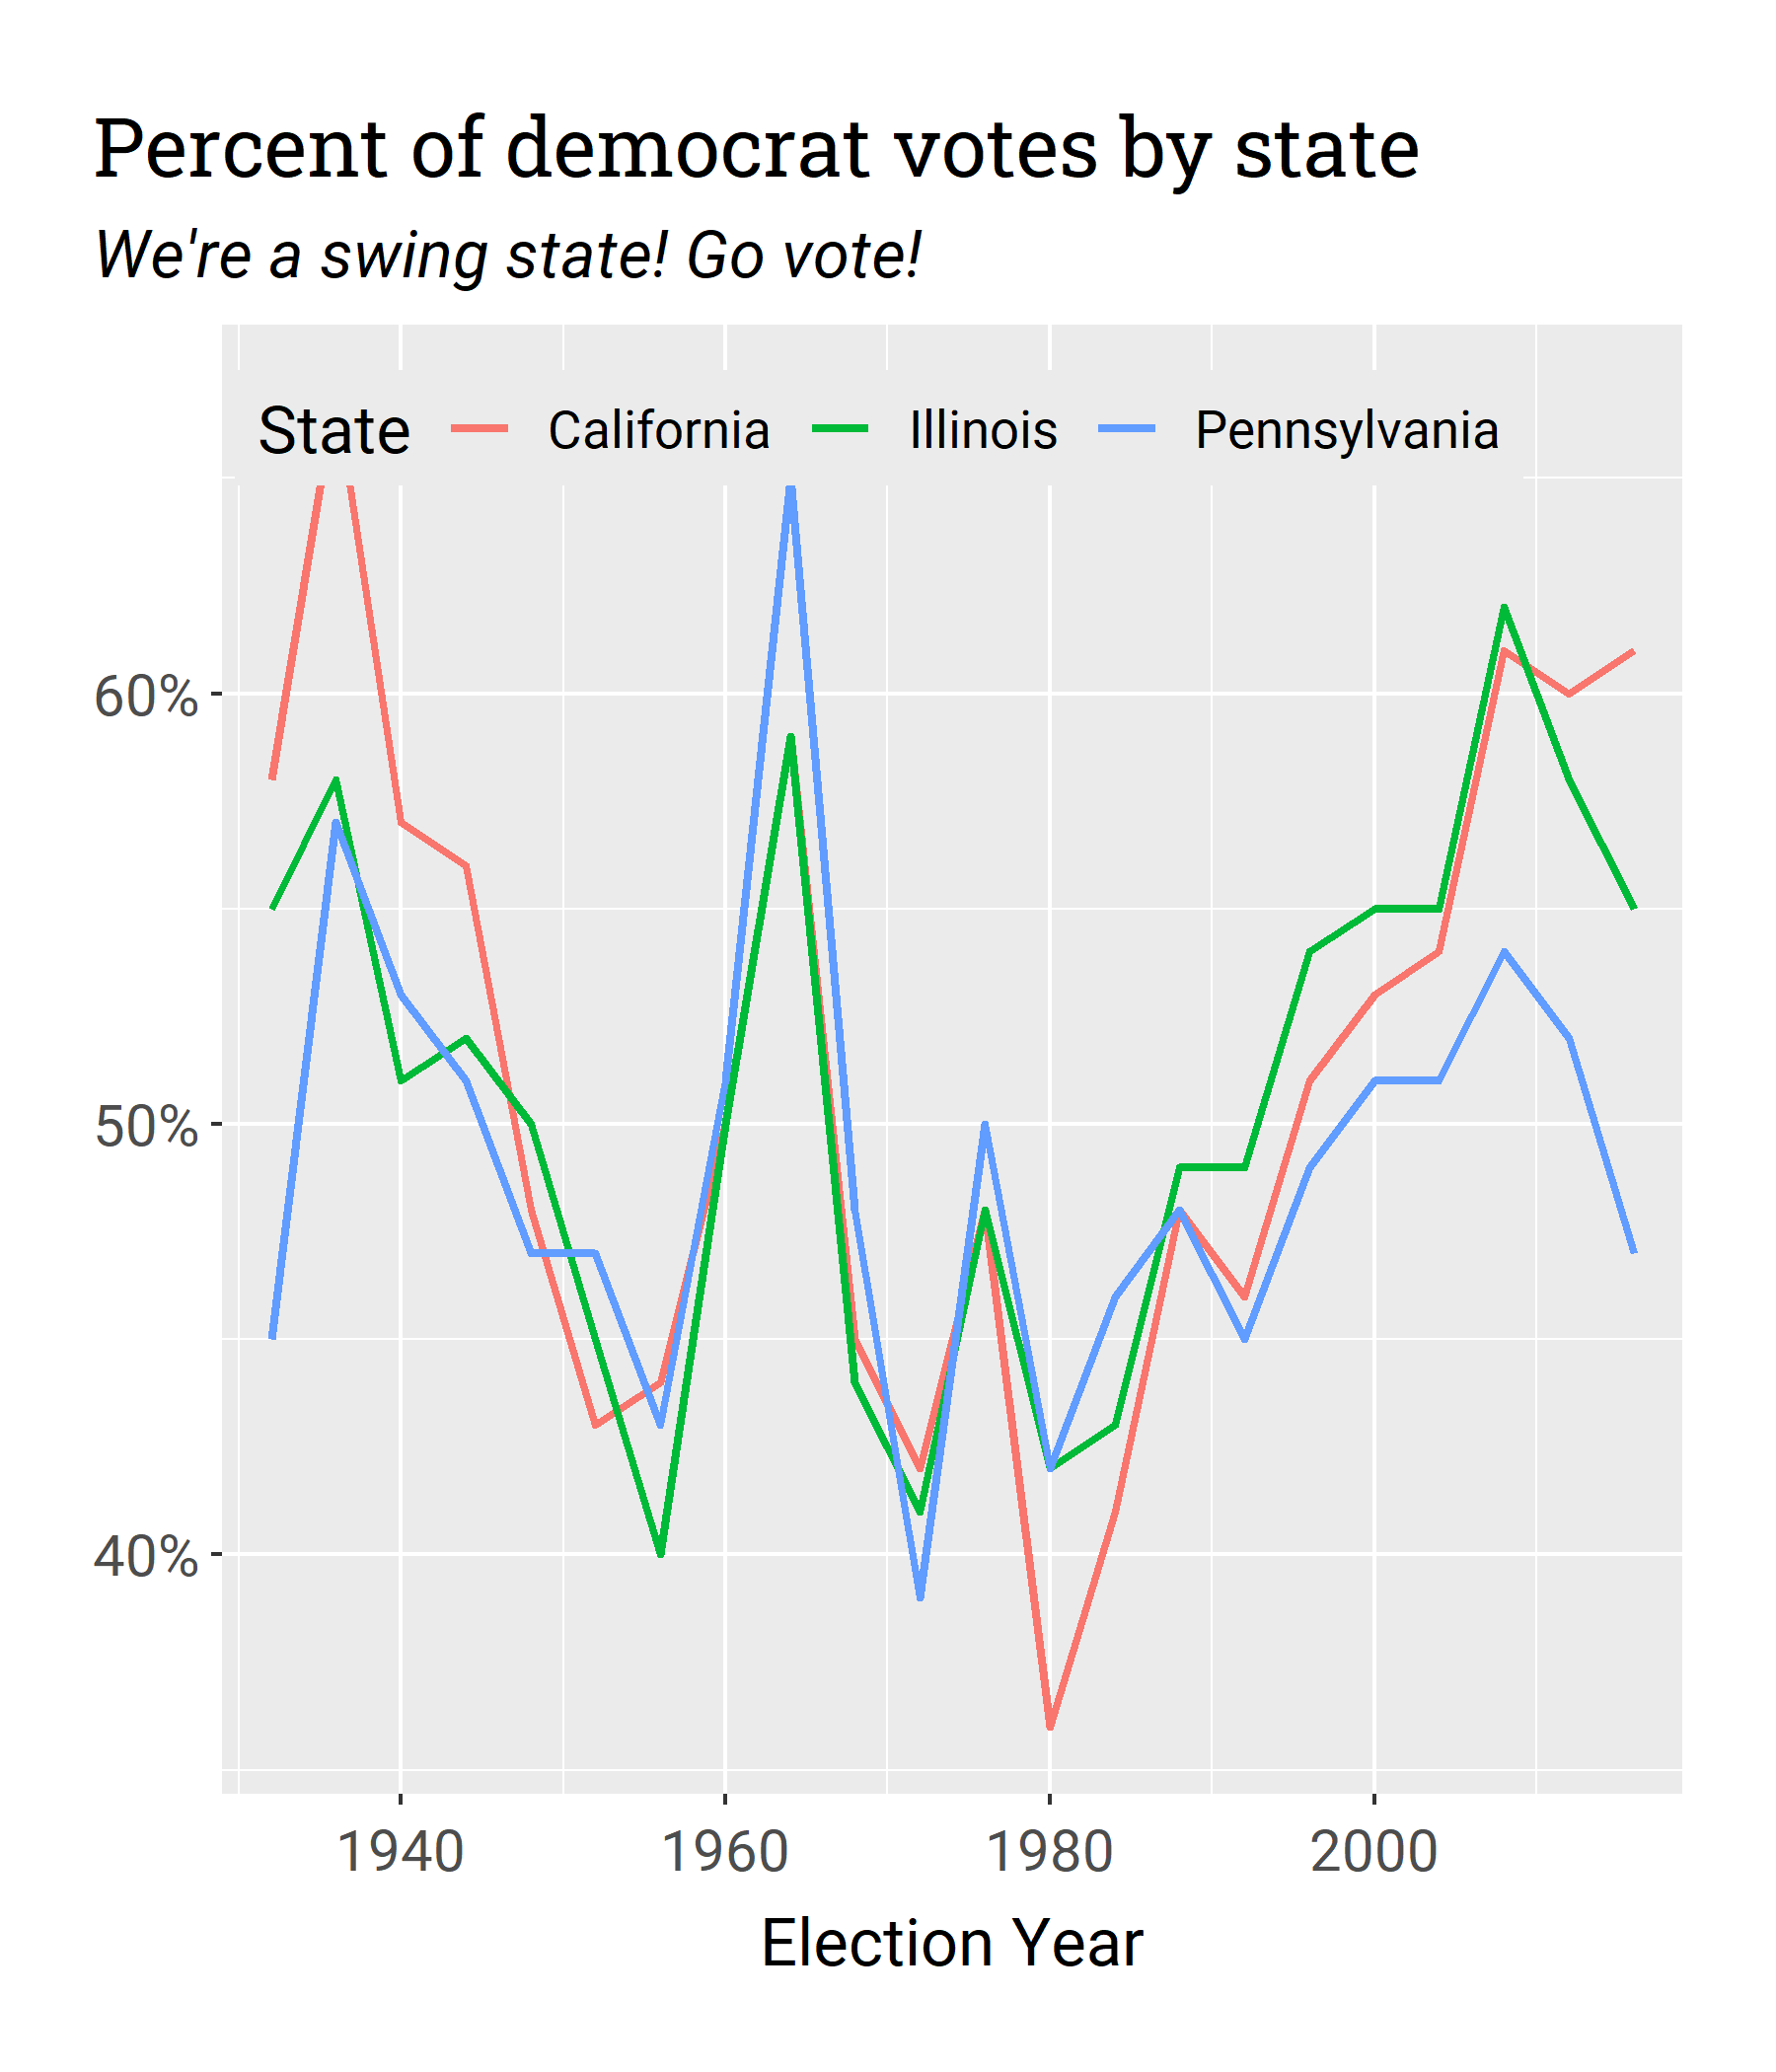 Percent of democrat votes by state
We're a swing state! Go vote!
State California Illinois Pennsylvania
60%
50%
40%
1940 1960 1980 2000
Election Year